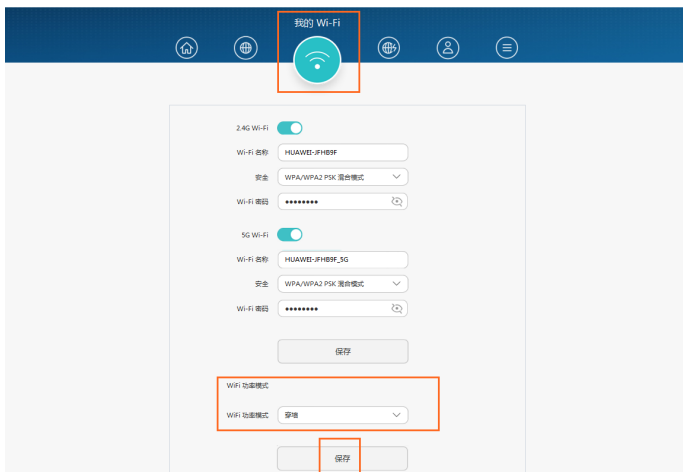 我的 Wi-Fi
2.4G Wi-Fi
Wi-Fi 名称 HUAWEI-JFHB9F
安全 WPA/WPA2 PSK 混合模式
Wi-Fi 密码 ••••••••
5G Wi-Fi
Wi-Fi 名称 HUAWEI-JFHB9F_5G
安全 WPA/WPA2 PSK 混合模式
Wi-Fi 密码 ••••••••
保存
WiFi 功率模式
WiFi 功率模式 穿墙
保存